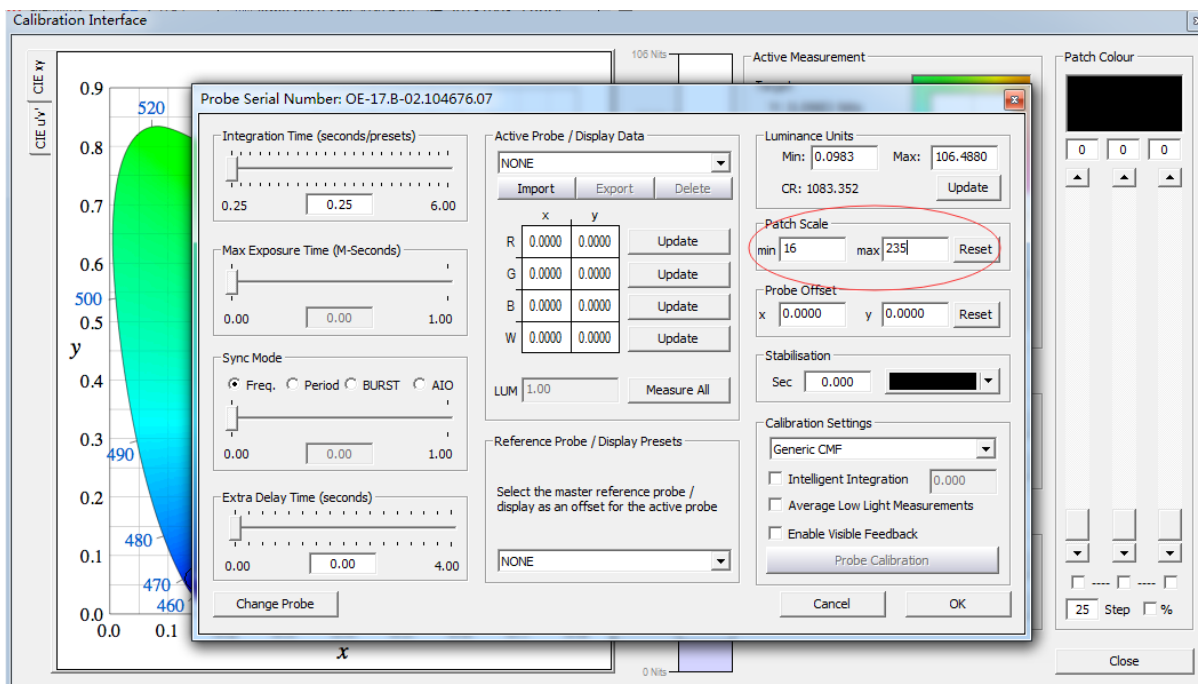 Calibration Interface
CIE xy
CIE u'v'
0.9
0.8
0.7
0.6
0.5
0.4
0.3
0.2
0.1
0.0
y
520
500
490
480
470
460
0.0
0.1
x
106 Nits
0 Nits
Active Measurement
Patch Colour
0 0 0
25 Step %
Close
Probe Serial Number: OE-17.B-02.104676.07
Integration Time (seconds/presets)
0.25 0.25 6.00
Max Exposure Time (M-Seconds)
0.00 0.00 1.00
Sync Mode
Freq. Period BURST AIO
0.00 0.00 1.00
Extra Delay Time (seconds)
0.00 0.00 4.00
Change Probe
Active Probe / Display Data
NONE
Import Export Delete
x y
R 0.0000 0.0000 Update
G 0.0000 0.0000 Update
B 0.0000 0.0000 Update
W 0.0000 0.0000 Update
LUM 1.00 Measure All
Reference Probe / Display Presets
Select the master reference probe /
display as an offset for the active probe
NONE
Luminance Units
Min: 0.0983 Max: 106.4880
CR: 1083.352 Update
Patch Scale
min 16 max 235 Reset
Probe Offset
x 0.0000 y 0.0000 Reset
Stabilisation
Sec 0.000
Calibration Settings
Generic CMF
Intelligent Integration 0.000
Average Low Light Measurements
Enable Visible Feedback
Probe Calibration
Cancel OK